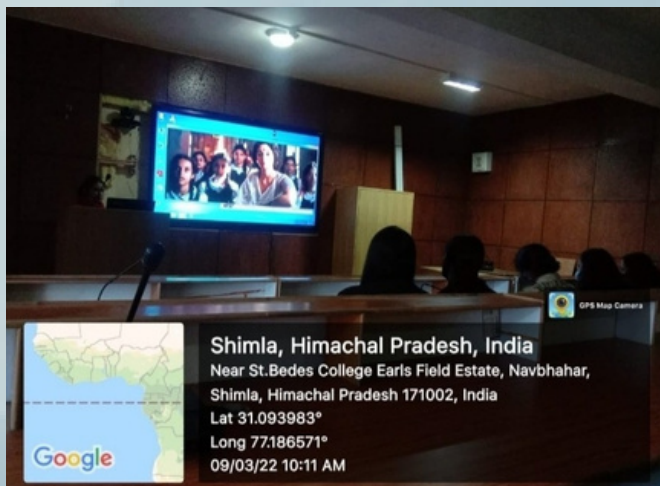 GPS Map Camera
Shimla, Himachal Pradesh, India
Near St.Bedes College Earls Field Estate, Navbhahar,
Shimla, Himachal Pradesh 171002, India
Lat 31.093983°
Long 77.186571°
09/03/22 10:11 AM
Google